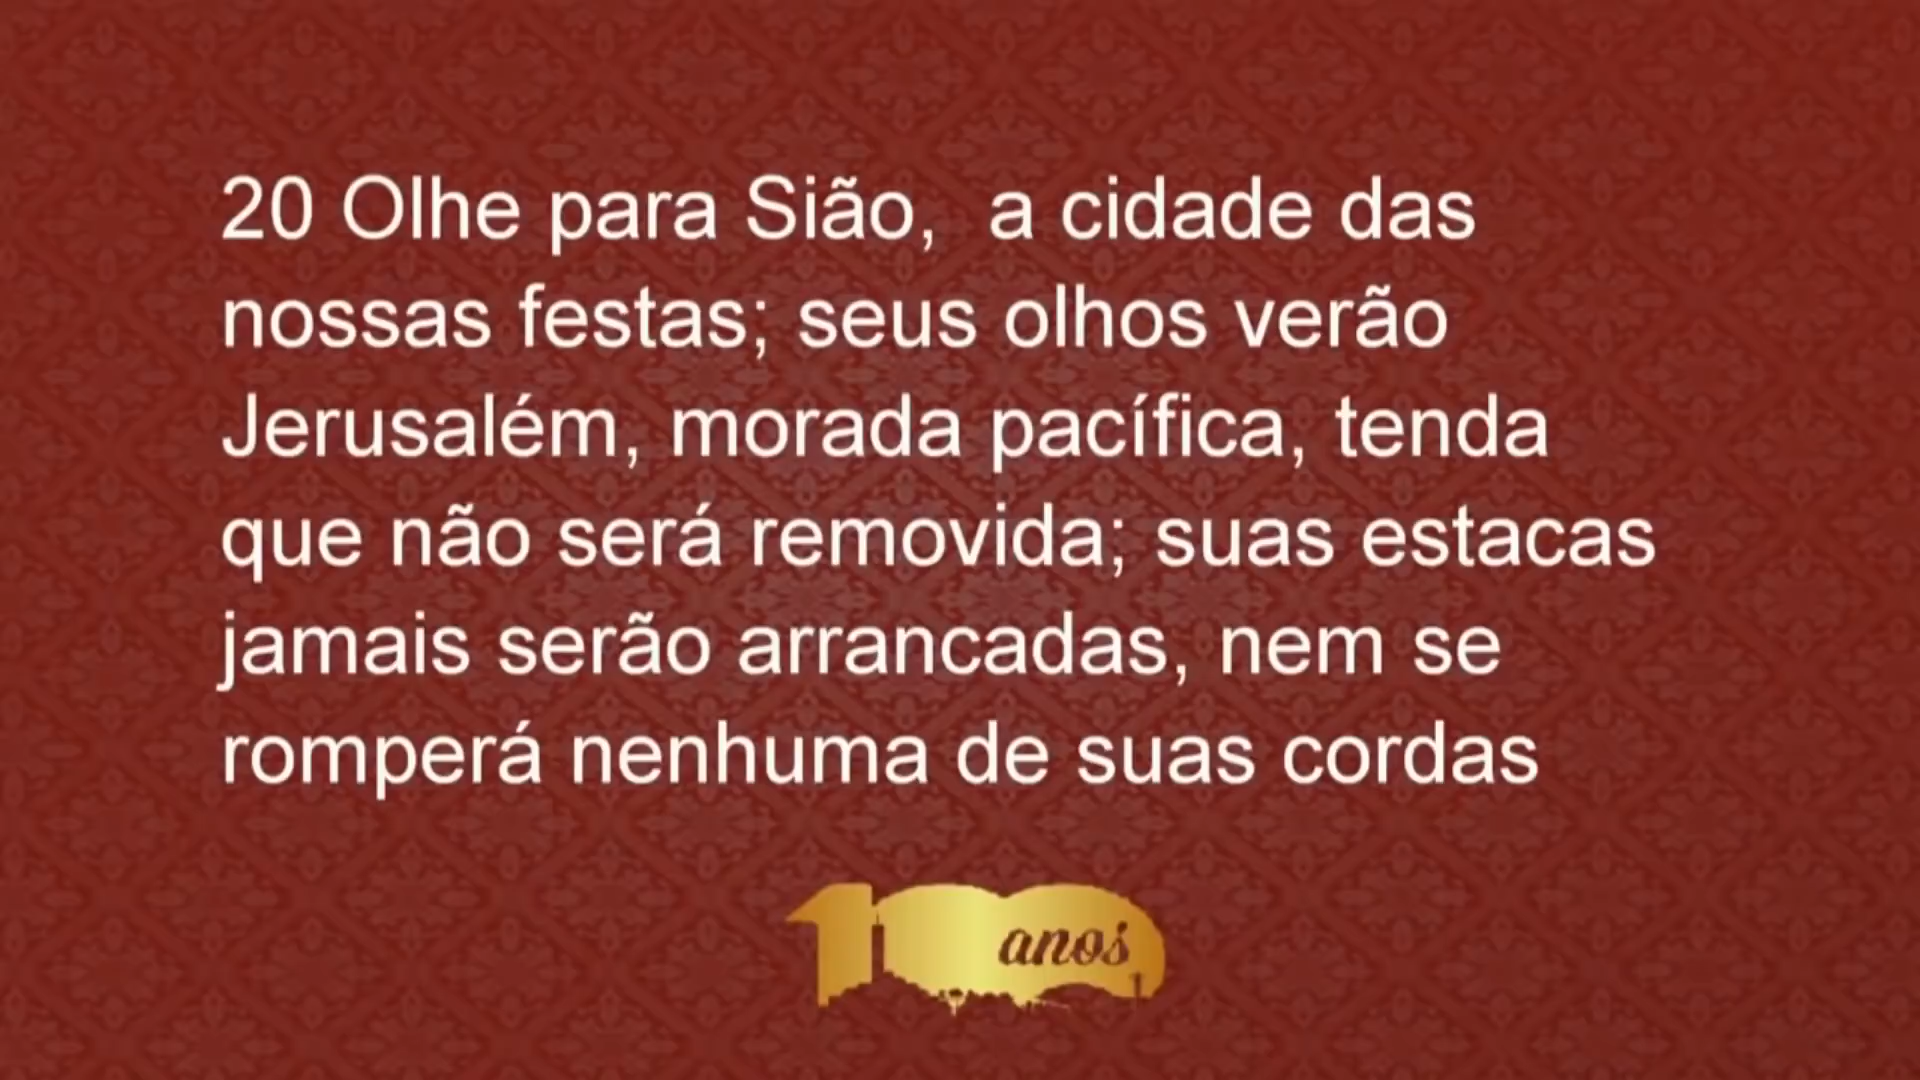 20 Olhe para Sião,  a cidade das
nossas festas; seus olhos verão
Jerusalém, morada pacífica, tenda
que não será removida; suas estacas
jamais serão arrancadas, nem se
romperá nenhuma de suas cordas
100 anos